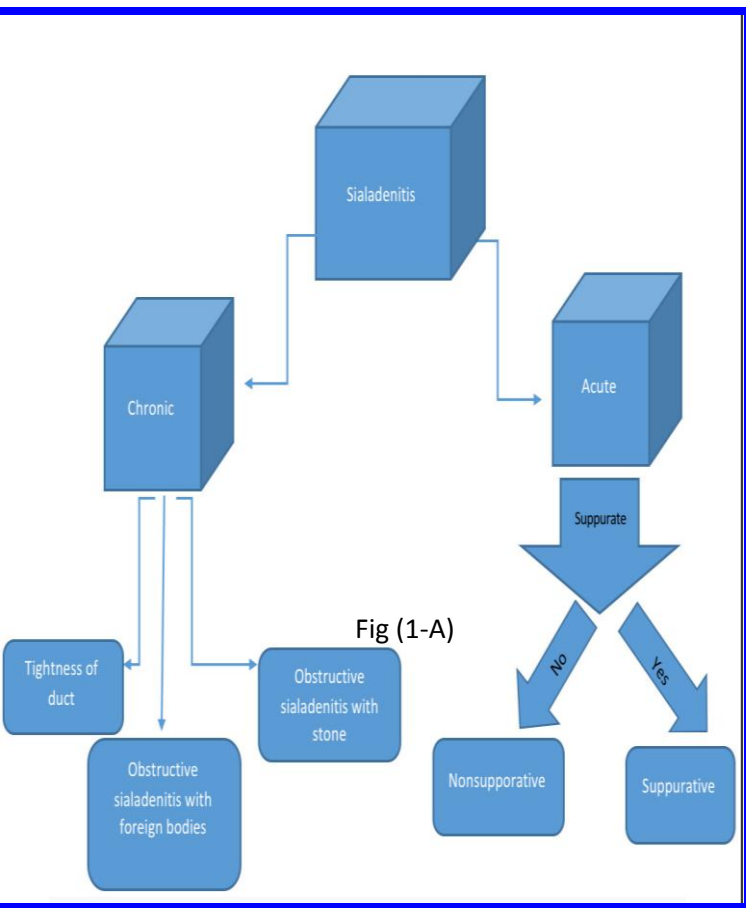 Sialadenitis
Chronic
Acute
Suppurate
Fig (1-A)
No
Yes
Tightness of
duct
Obstructive
sialadenitis with
stone
Obstructive
sialadenitis with
foreign bodies
Nonsupporative
Suppurative